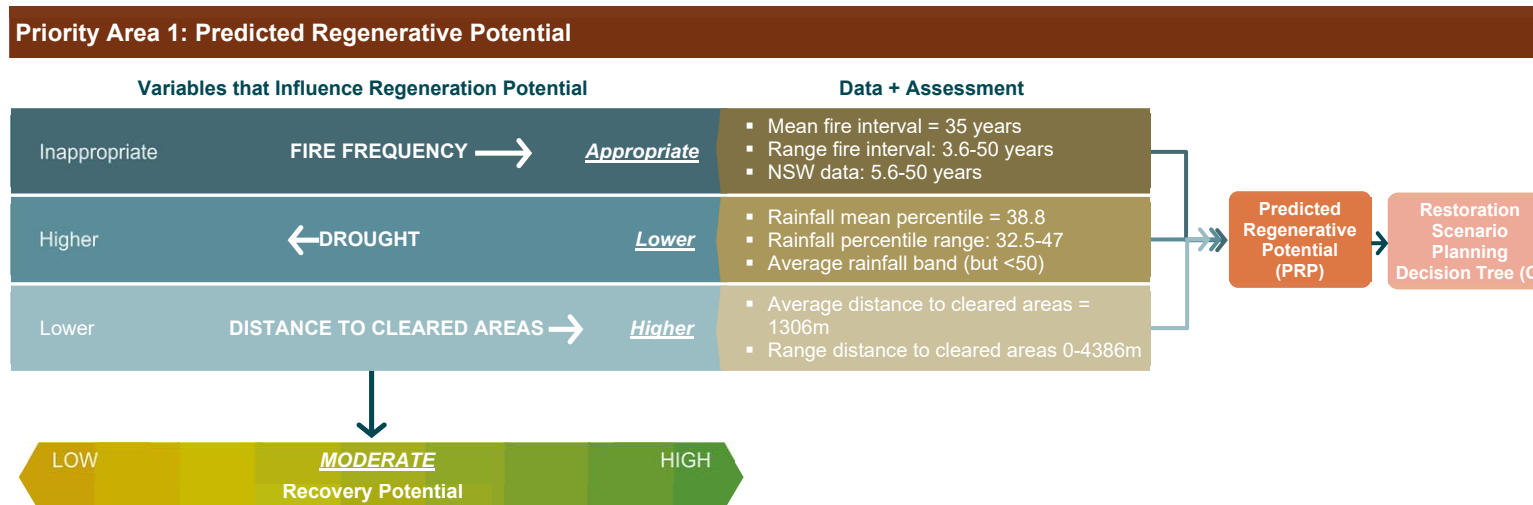 Priority Area 1: Predicted Regenerative Potential
Variables that Influence Regeneration Potential
Data + Assessment
Inappropriate
FIRE FREQUENCY
Appropriate
▪ Mean fire interval = 35 years
▪ Range fire interval: 3.6-50 years
▪ NSW data: 5.6-50 years
Higher
DROUGHT
Lower
▪ Rainfall mean percentile = 38.8
▪ Rainfall percentile range: 32.5-47
▪ Average rainfall band (but <50)
Lower
DISTANCE TO CLEARED AREAS
Higher
▪ Average distance to cleared areas =
1306m
▪ Range distance to cleared areas 0-4386m
Predicted
Regenerative
Potential
(PRP)
Restoration
Scenario
Planning
Decision Tree
LOW
MODERATE
HIGH
Recovery Potential